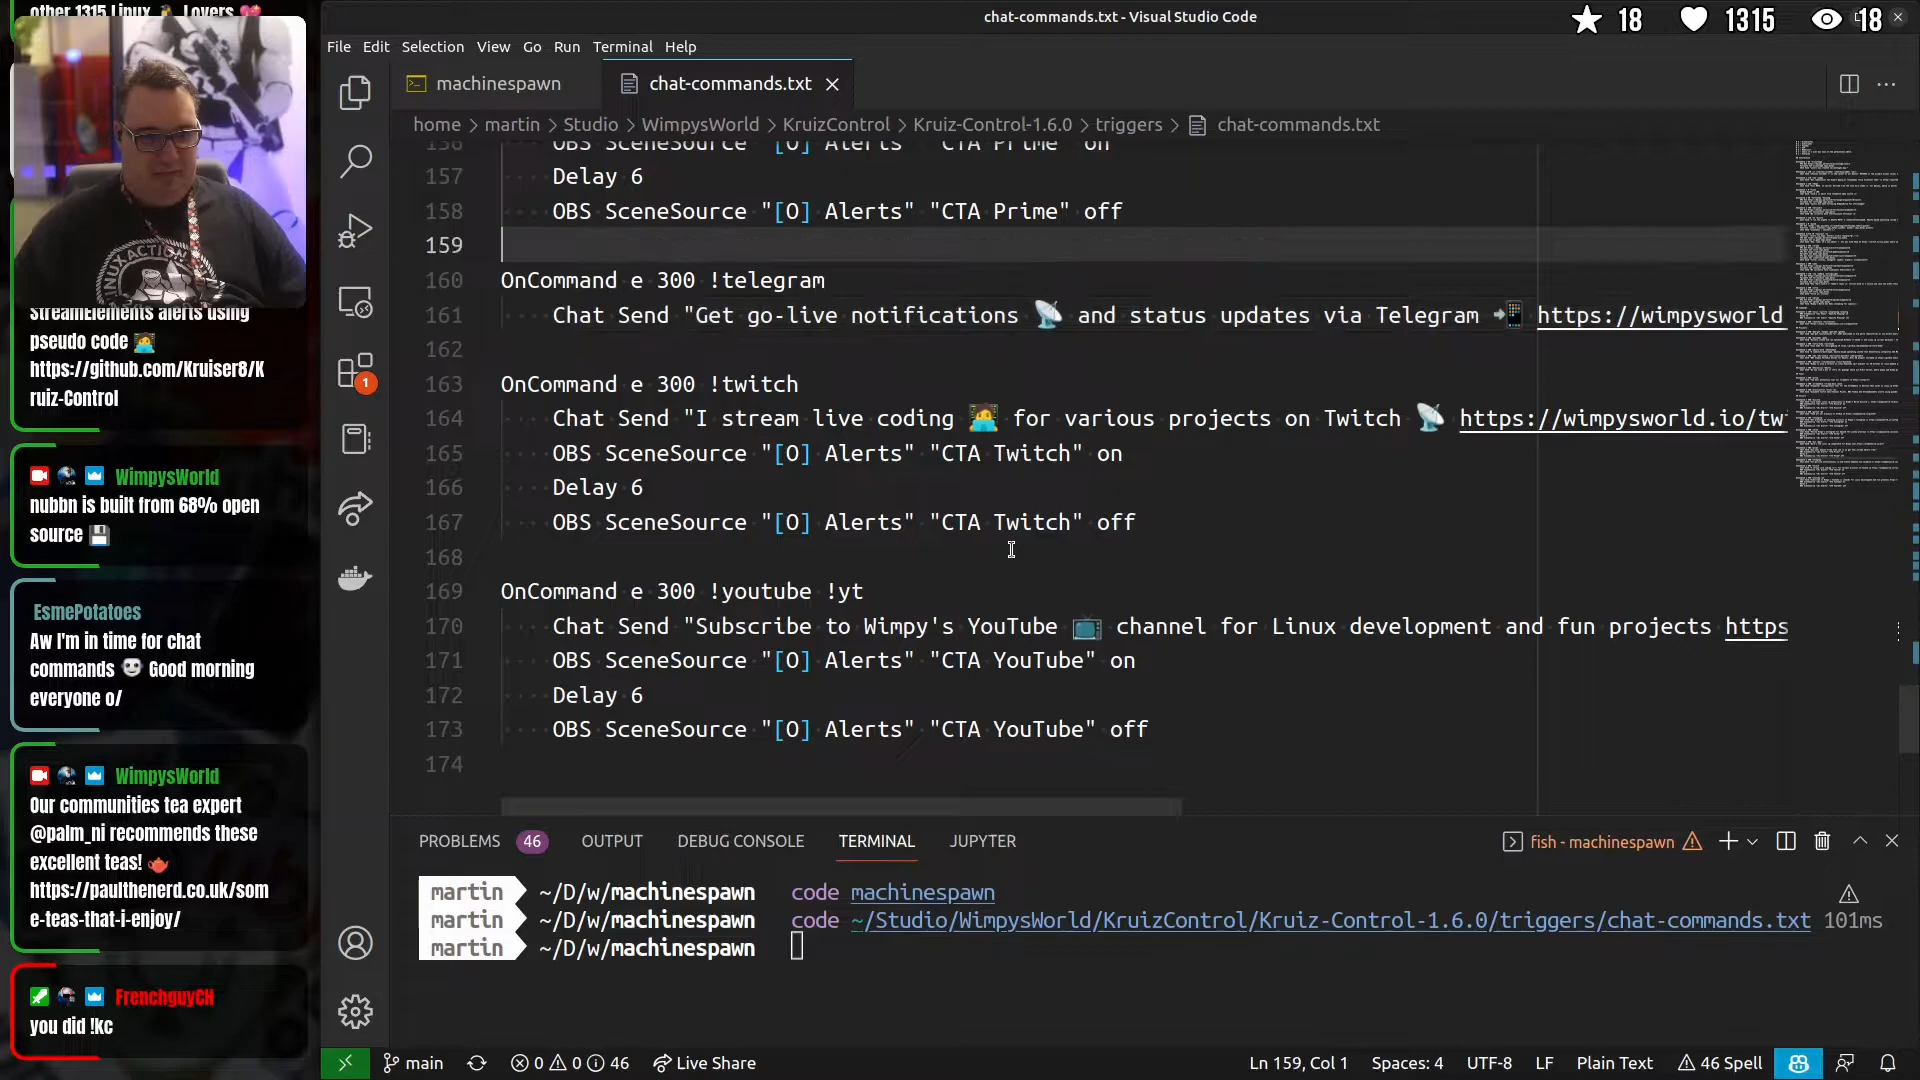 other 1315 Linux 🐧 Lovers 💖
StreamElements alerts using
pseudo code 🧑‍💻
https://github.com/Kruiser8/K
ruiz-Control
WimpysWorld
nubbn is built from 68% open
source 💾
EsmePotatoes
Aw I'm in time for chat
commands Good morning
everyone o/
WimpysWorld
Our communities tea expert
@palm_ni recommends these
excellent teas! 🫖
https://paulthenerd.co.uk/som
e-teas-that-i-enjoy/
FrenchguyCH
you did !kc
LINUX ACTION
chat-commands.txt - Visual Studio Code
18
1315
18
File Edit Selection View Go Run Terminal Help
machinespawn
chat-commands.txt
home > martin > Studio > WimpysWorld > KruizControl > Kruiz-Control-1.6.0 > triggers > chat-commands.txt
156 OBS SceneSource "[O] Alerts" "CTA Prime" on
157 Delay 6
158 OBS SceneSource "[O] Alerts" "CTA Prime" off
159
160 OnCommand e 300 !telegram
161 Chat Send "Get go-live notifications 📡 and status updates via Telegram 📲 https://wimpysworld
162
163 OnCommand e 300 !twitch
164 Chat Send "I stream live coding 🧑‍💻 for various projects on Twitch 📡 https://wimpysworld.io/tw
165 OBS SceneSource "[O] Alerts" "CTA Twitch" on
166 Delay 6
167 OBS SceneSource "[O] Alerts" "CTA Twitch" off
168
169 OnCommand e 300 !youtube !yt
170 Chat Send "Subscribe to Wimpy's YouTube 📺 channel for Linux development and fun projects https
171 OBS SceneSource "[O] Alerts" "CTA YouTube" on
172 Delay 6
173 OBS SceneSource "[O] Alerts" "CTA YouTube" off
174
1
PROBLEMS 46 OUTPUT DEBUG CONSOLE TERMINAL JUPYTER
fish - machinespawn
martin ~/D/w/machinespawn code machinespawn
martin ~/D/w/machinespawn code ~/Studio/WimpysWorld/KruizControl/Kruiz-Control-1.6.0/triggers/chat-commands.txt 101ms
martin ~/D/w/machinespawn
main
0 0 46
Live Share
Ln 159, Col 1 Spaces: 4 UTF-8 LF Plain Text 46 Spell